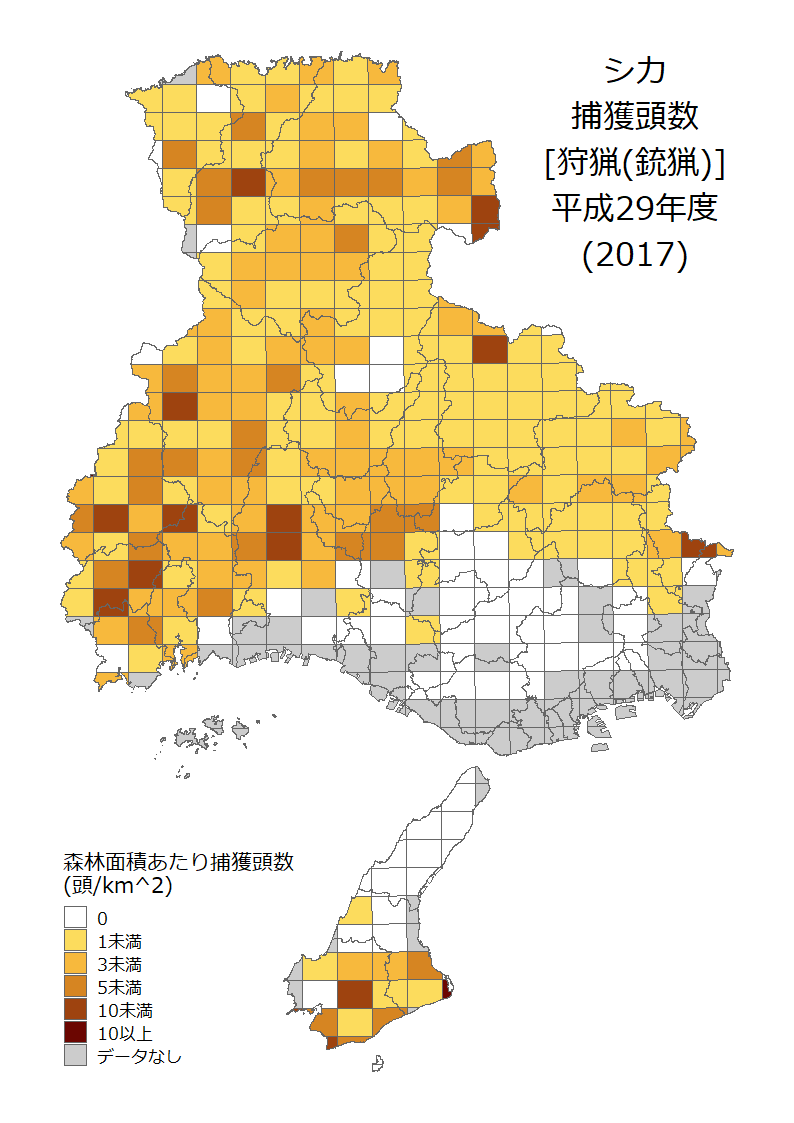 シカ
捕獲頭数
[狩猟(銃猟)]
平成29年度
(2017)
森林面積あたり捕獲頭数
(頭/km^2)
0
1未満
3未満
5未満
10未満
10以上
データなし